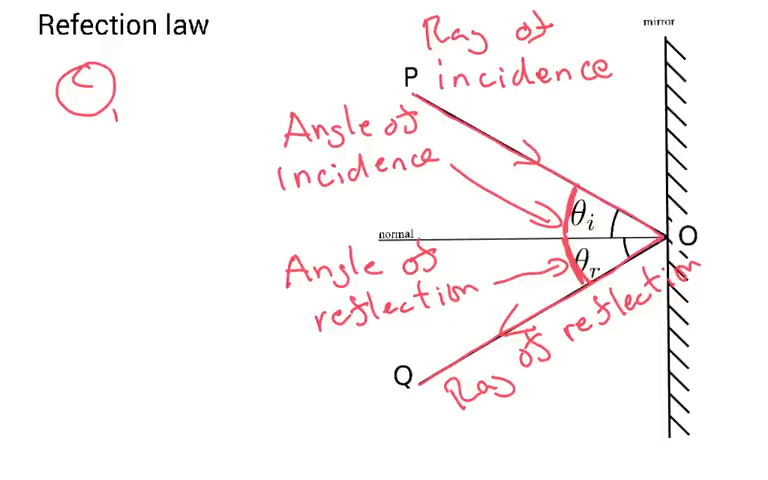 Refection law
mirror
Ray of
incidence
P
Angle of
Incidence
θi
normal
O
Angle of
reflection
θr
Ray of reflection
Q